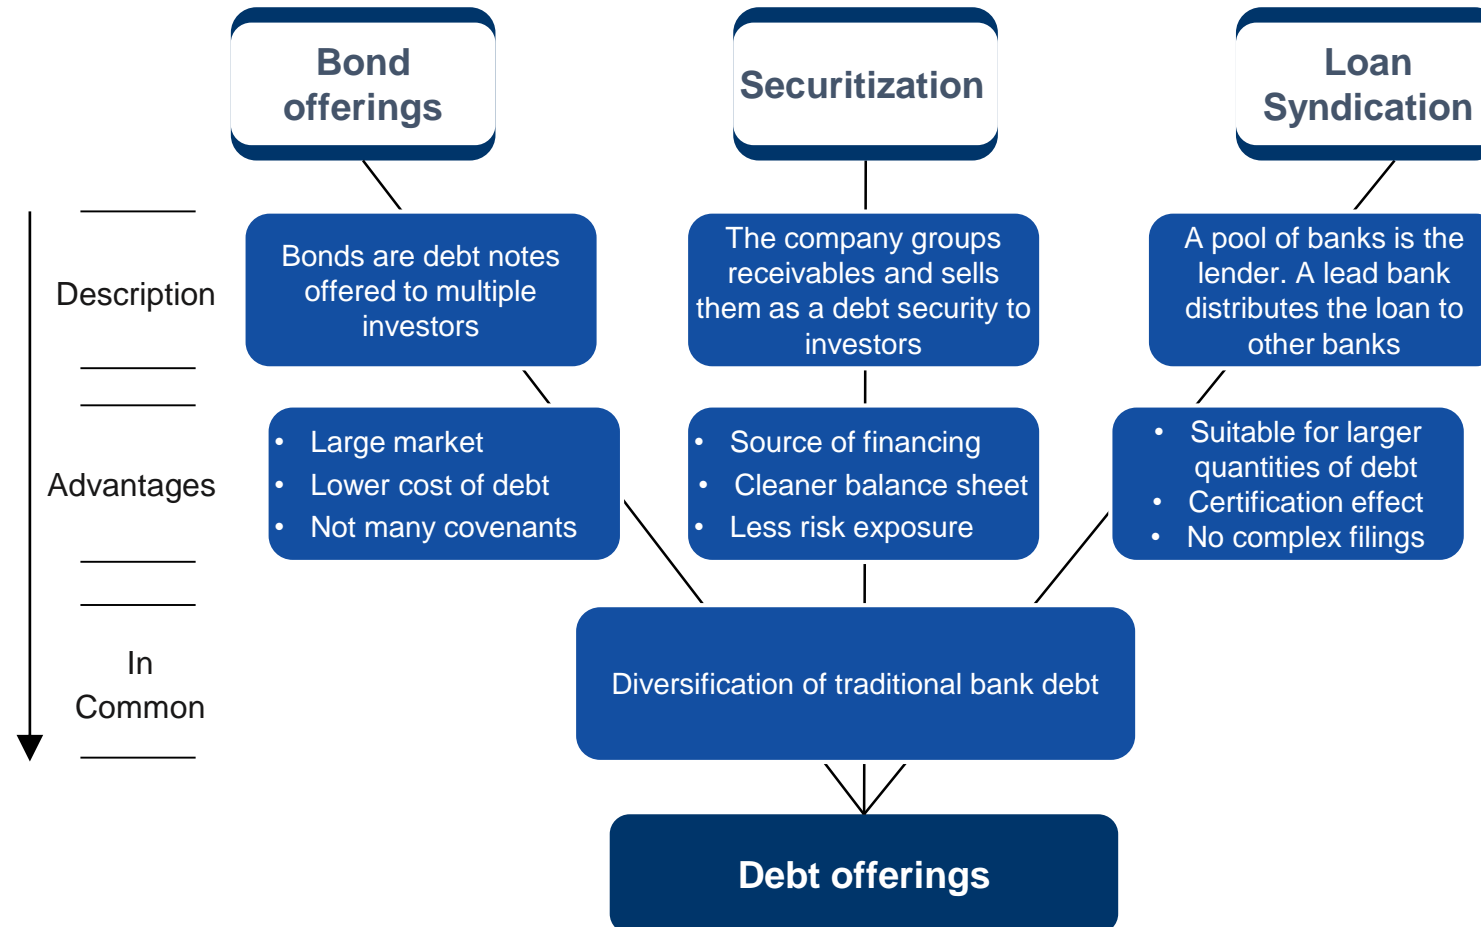 Bond
offerings
Securitization
Loan
Syndication
Description
Bonds are debt notes
offered to multiple
investors
The company groups
receivables and sells
them as a debt security to
investors
A pool of banks is the
lender. A lead bank
distributes the loan to
other banks
Advantages
• Large market
• Lower cost of debt
• Not many covenants
• Source of financing
• Cleaner balance sheet
• Less risk exposure
• Suitable for larger
quantities of debt
• Certification effect
• No complex filings
In
Common
Diversification of traditional bank debt
Debt offerings